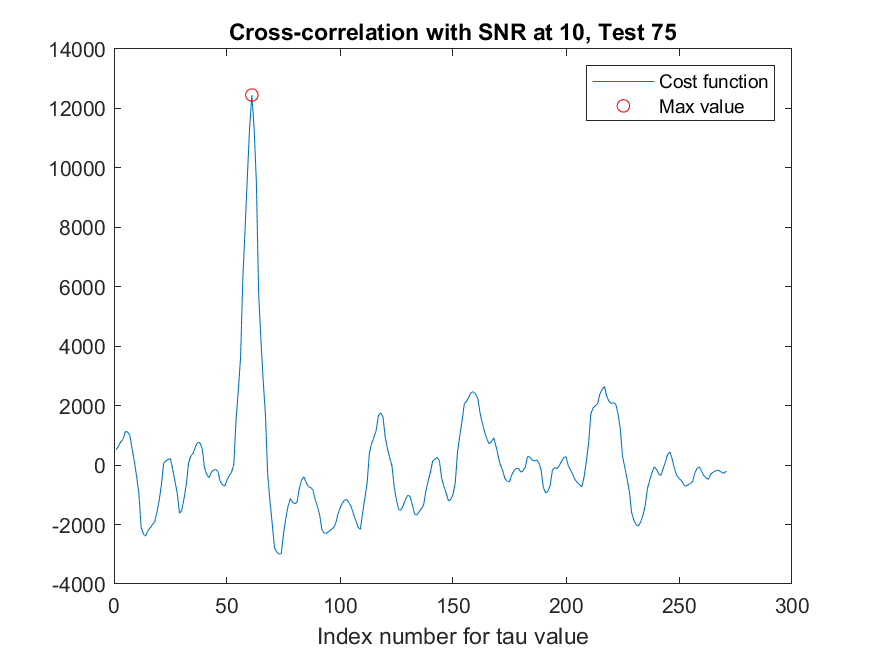 Cross-correlation with SNR at 10, Test 75
14000
12000
10000
8000
6000
4000
2000
0
-2000
-4000
0 50 100 150 200 250 300
Index number for tau value
Cost function
Max value